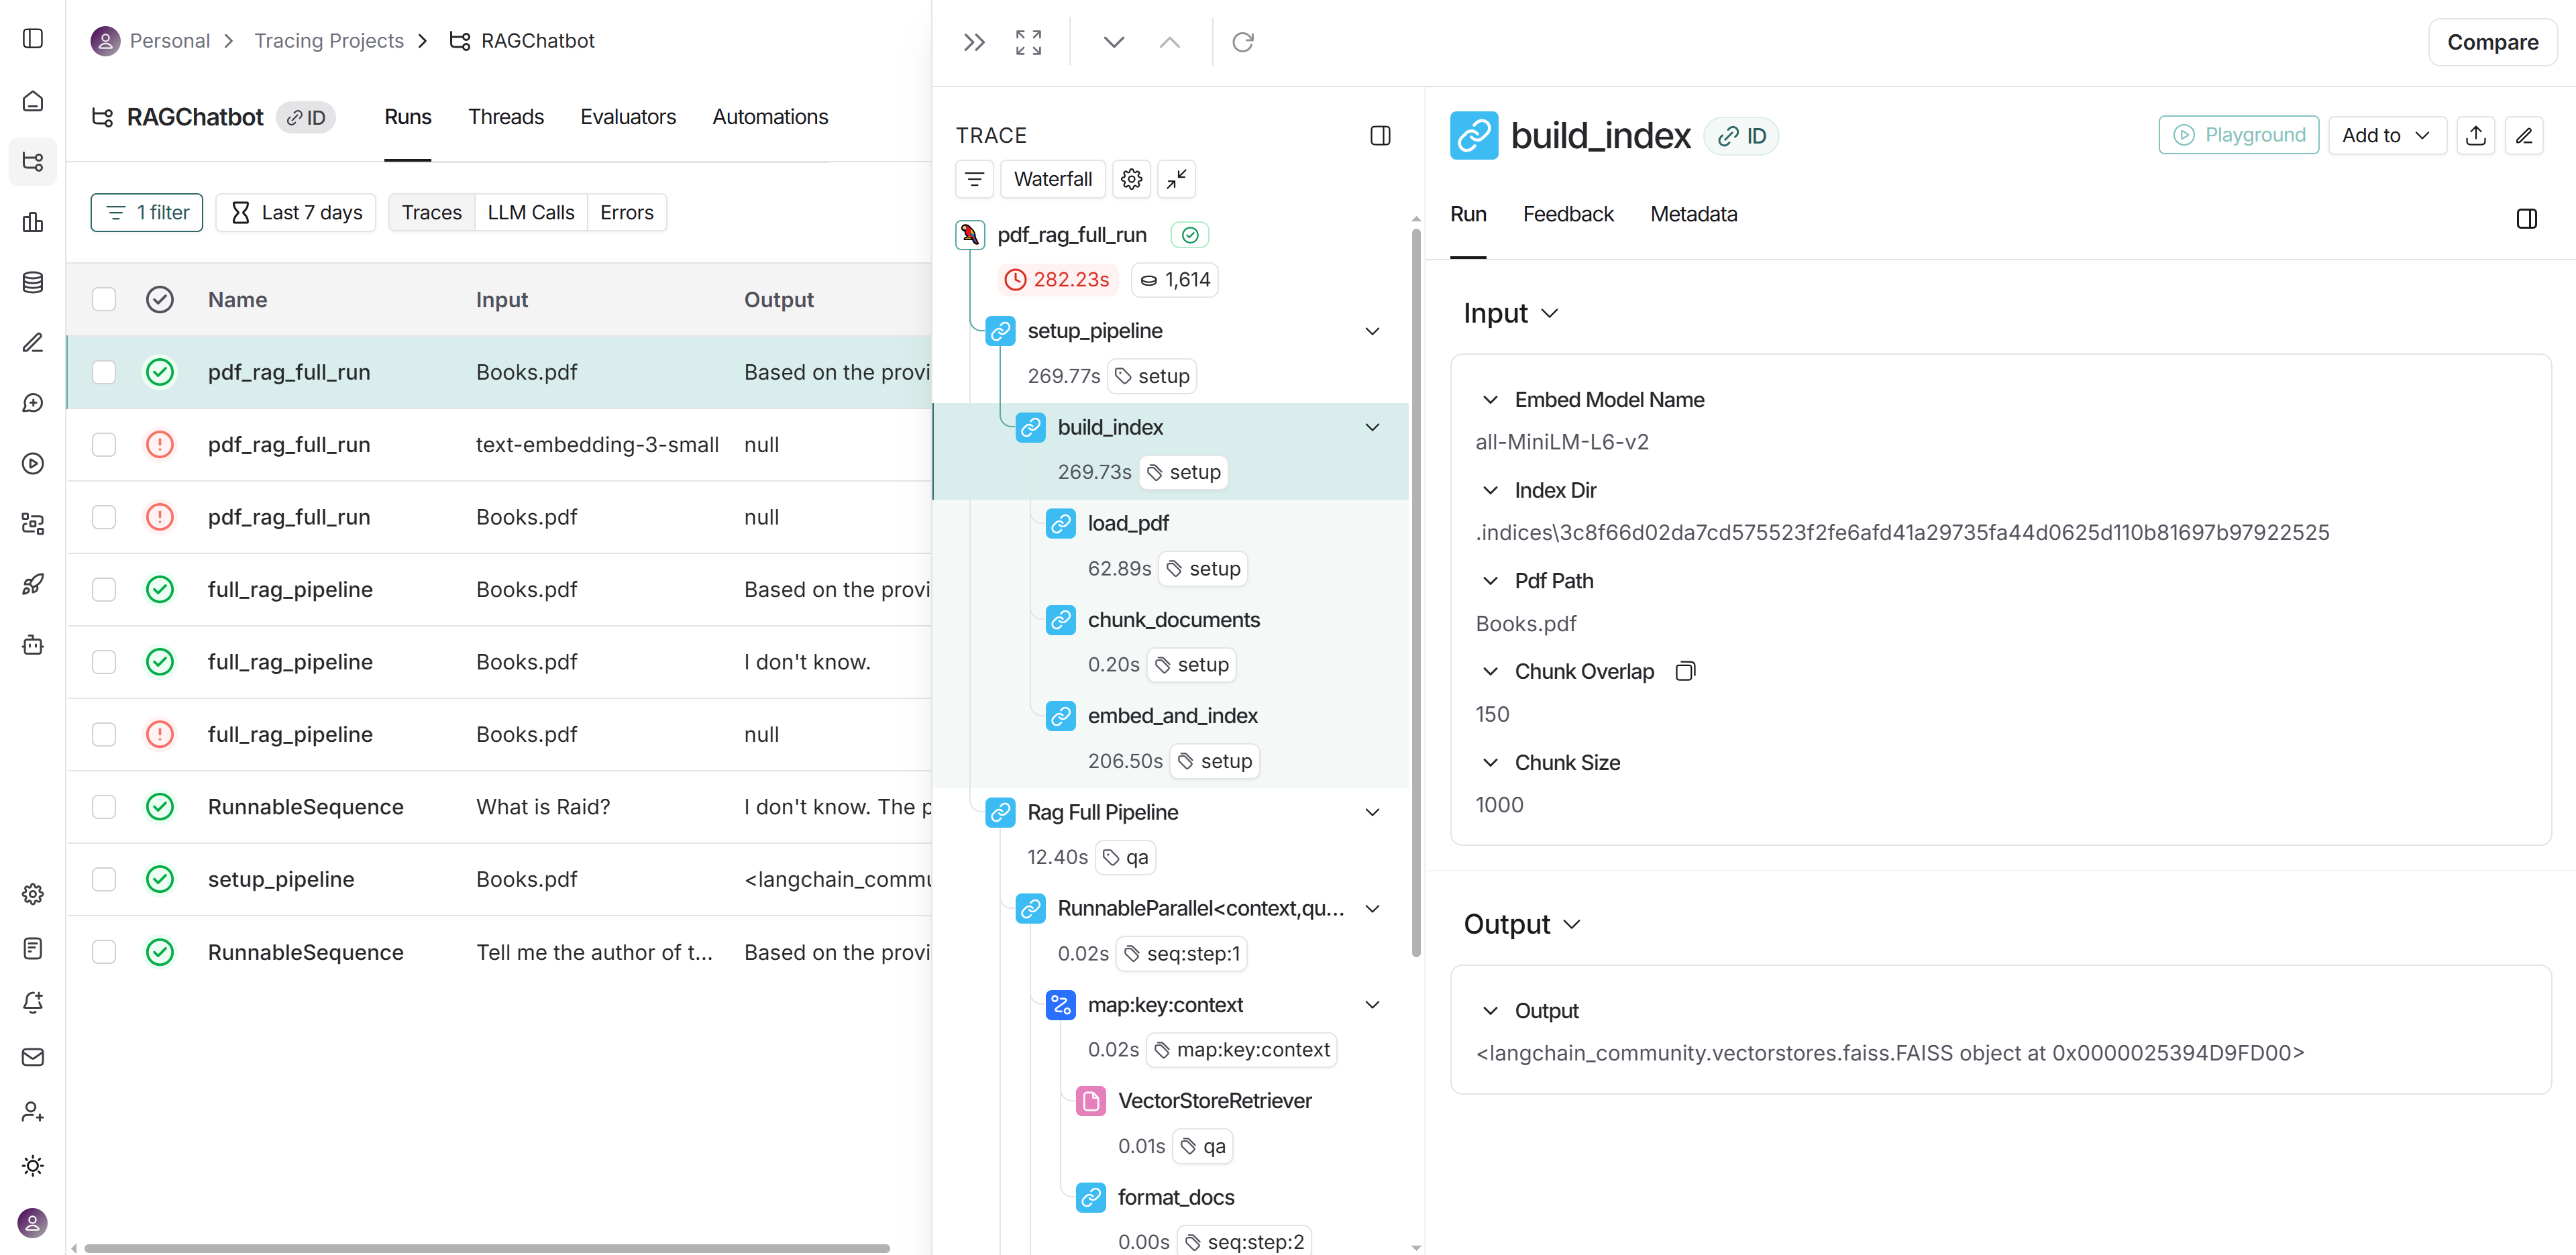 Personal
Tracing Projects
RAGChatbot
Compare
RAGChatbot
ID
Runs
Threads
Evaluators
Automations
1 filter
Last 7 days
Traces
LLM Calls
Errors
Name
Input
Output
pdf_rag_full_run
Books.pdf
Based on the provi
pdf_rag_full_run
text-embedding-3-small
null
pdf_rag_full_run
Books.pdf
null
full_rag_pipeline
Books.pdf
Based on the provi
full_rag_pipeline
Books.pdf
I don't know.
full_rag_pipeline
Books.pdf
null
RunnableSequence
What is Raid?
I don't know. The p
setup_pipeline
Books.pdf
<langchain_commu
RunnableSequence
Tell me the author of t...
Based on the provi
TRACE
Waterfall
pdf_rag_full_run
282.23s
1,614
setup_pipeline
269.77s
setup
build_index
269.73s
setup
load_pdf
62.89s
setup
chunk_documents
0.20s
setup
embed_and_index
206.50s
setup
Rag Full Pipeline
12.40s
qa
RunnableParallel<context,qu...
0.02s
seq:step:1
map:key:context
0.02s
map:key:context
VectorStoreRetriever
0.01s
qa
format_docs
0.00s
seq:step:2
build_index
ID
Playground
Add to
Run
Feedback
Metadata
Input
Embed Model Name
all-MiniLM-L6-v2
Index Dir
.indices\3c8f66d02da7cd575523f2fe6afd41a29735fa44d0625d110b81697b97922525
Pdf Path
Books.pdf
Chunk Overlap
150
Chunk Size
1000
Output
Output
<langchain_community.vectorstores.faiss.FAISS object at 0x0000025394D9FD00>